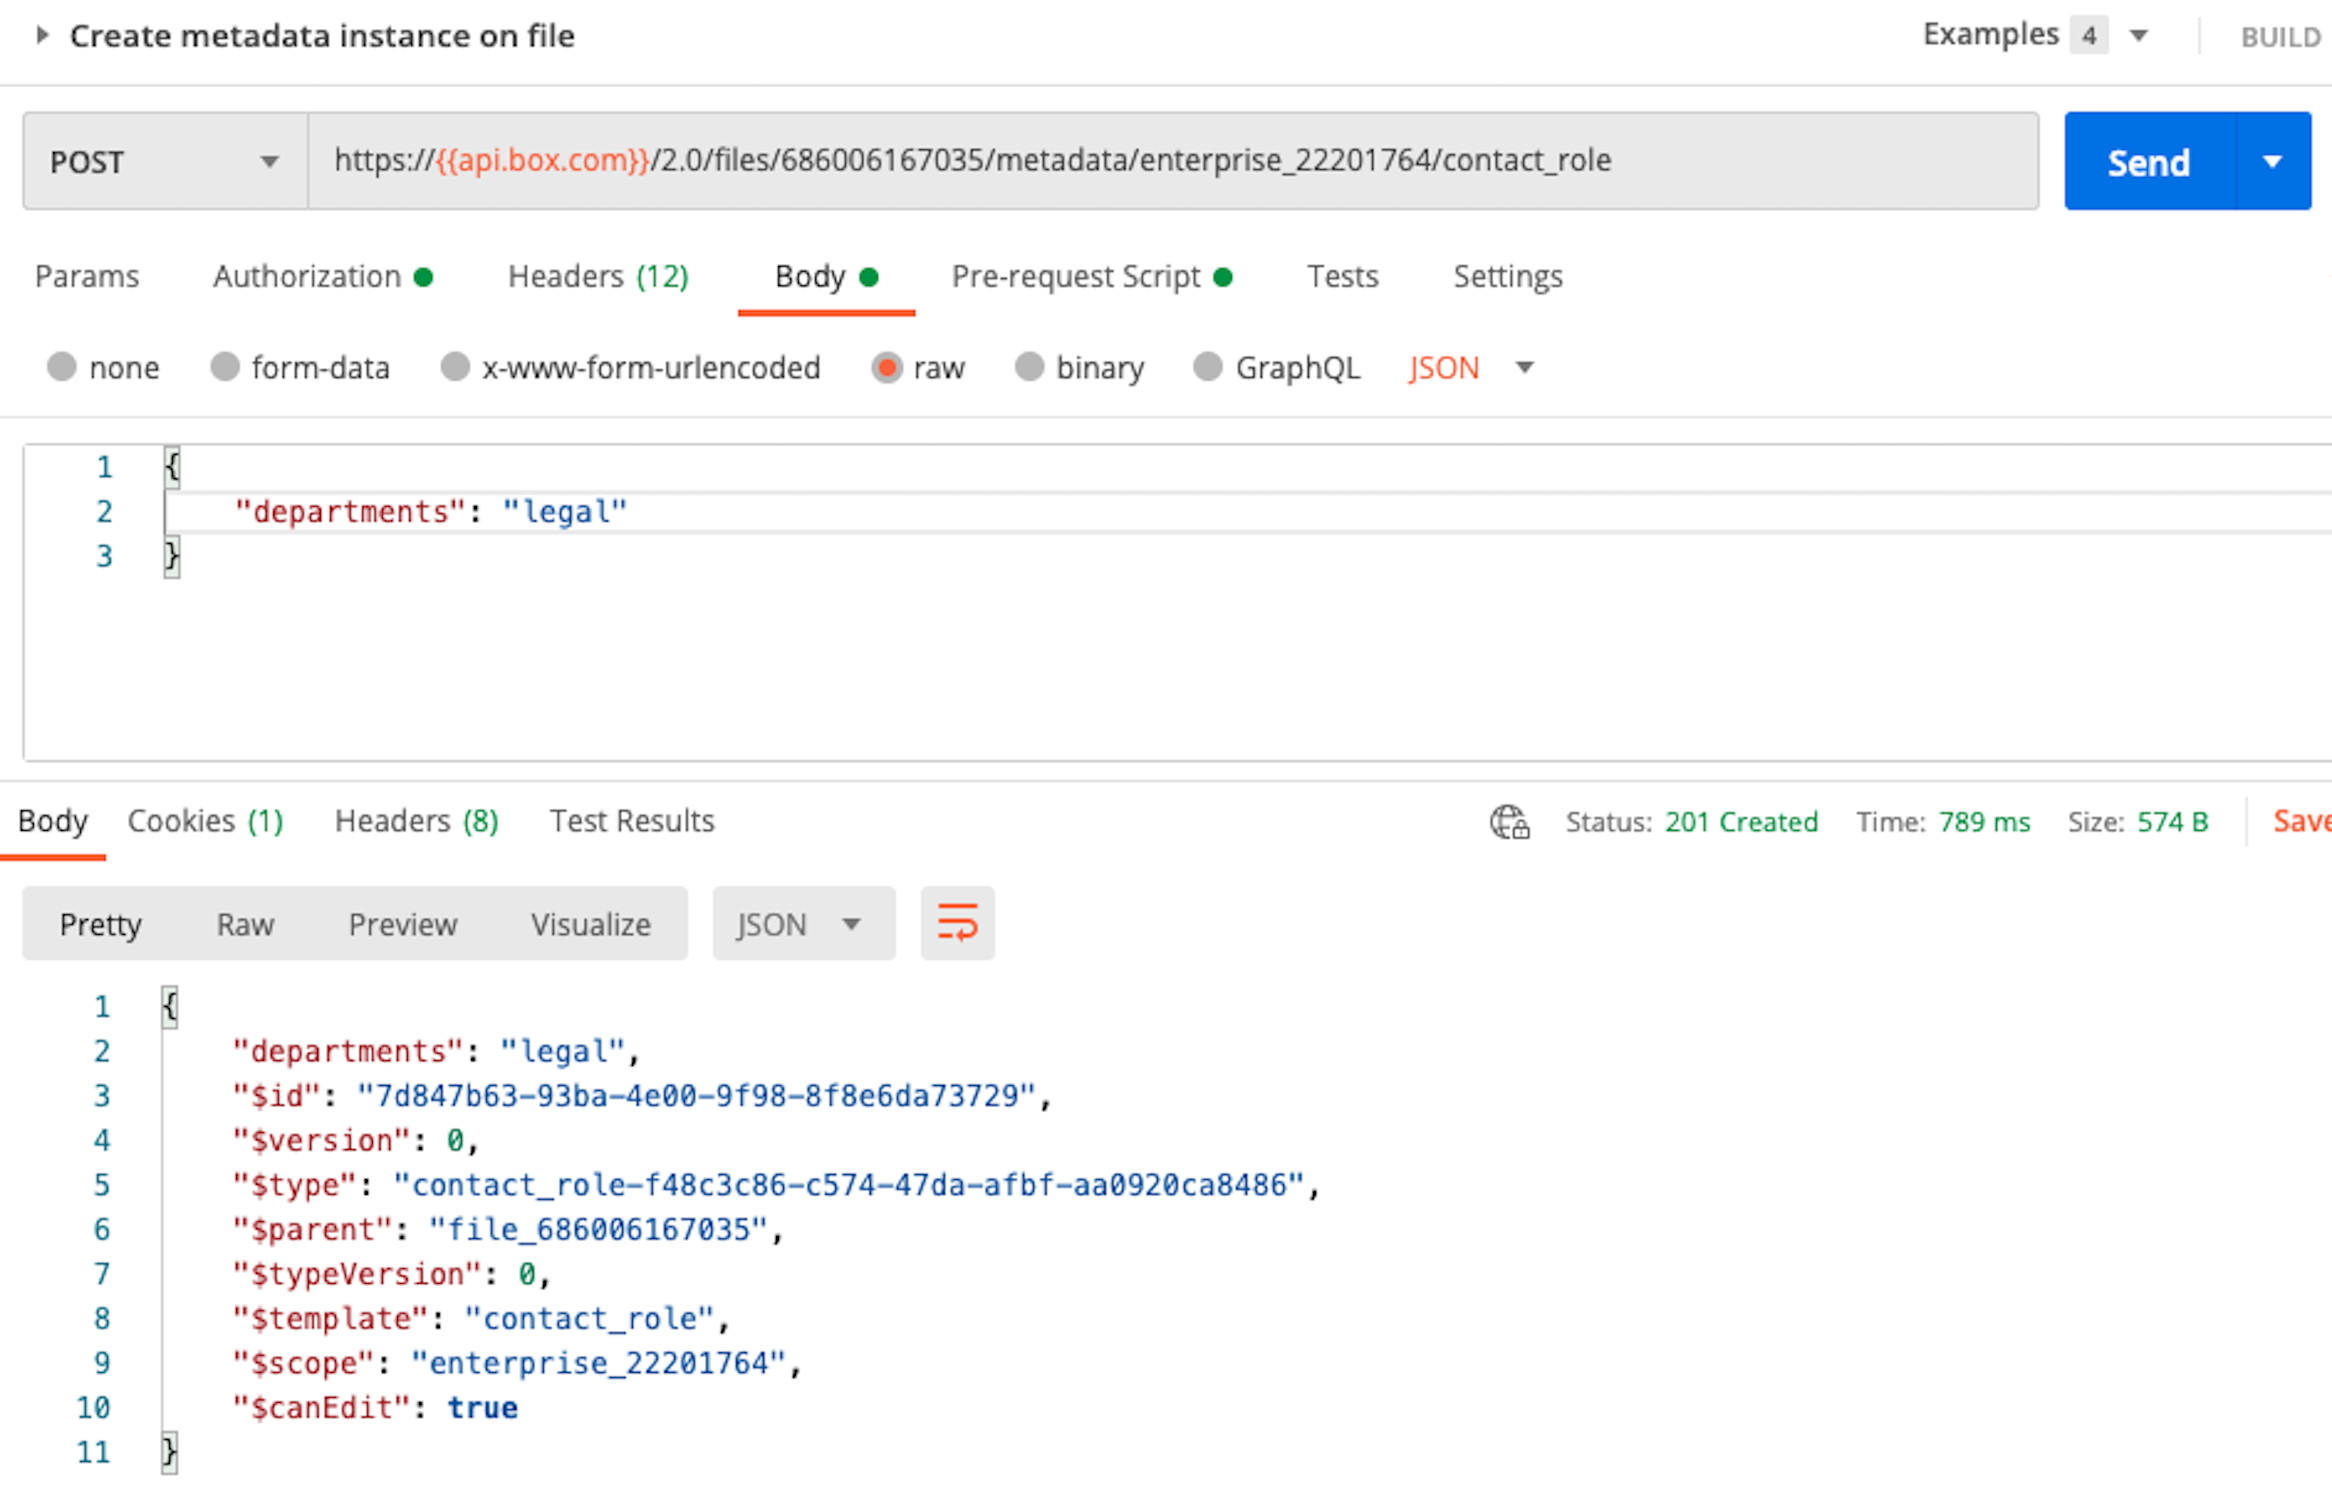 Create metadata instance on file Examples 4 BUILD
POST https://{{api.box.com}}/2.0/files/686006167035/metadata/enterprise_22201764/contact_role Send
Params Authorization Headers (12) Body Pre-request Script Tests Settings
none form-data x-www-form-urlencoded raw binary GraphQL JSON
1 {
2 "departments": "legal"
3 }
Body Cookies (1) Headers (8) Test Results Status: 201 Created Time: 789 ms Size: 574 B Save
Pretty Raw Preview Visualize JSON
1 {
2 "departments": "legal",
3 "$id": "7d847b63-93ba-4e00-9f98-8f8e6da73729",
4 "$version": 0,
5 "$type": "contact_role-f48c3c86-c574-47da-afbf-aa0920ca8486",
6 "$parent": "file_686006167035",
7 "$typeVersion": 0,
8 "$template": "contact_role",
9 "$scope": "enterprise_22201764",
10 "$canEdit": true
11 }